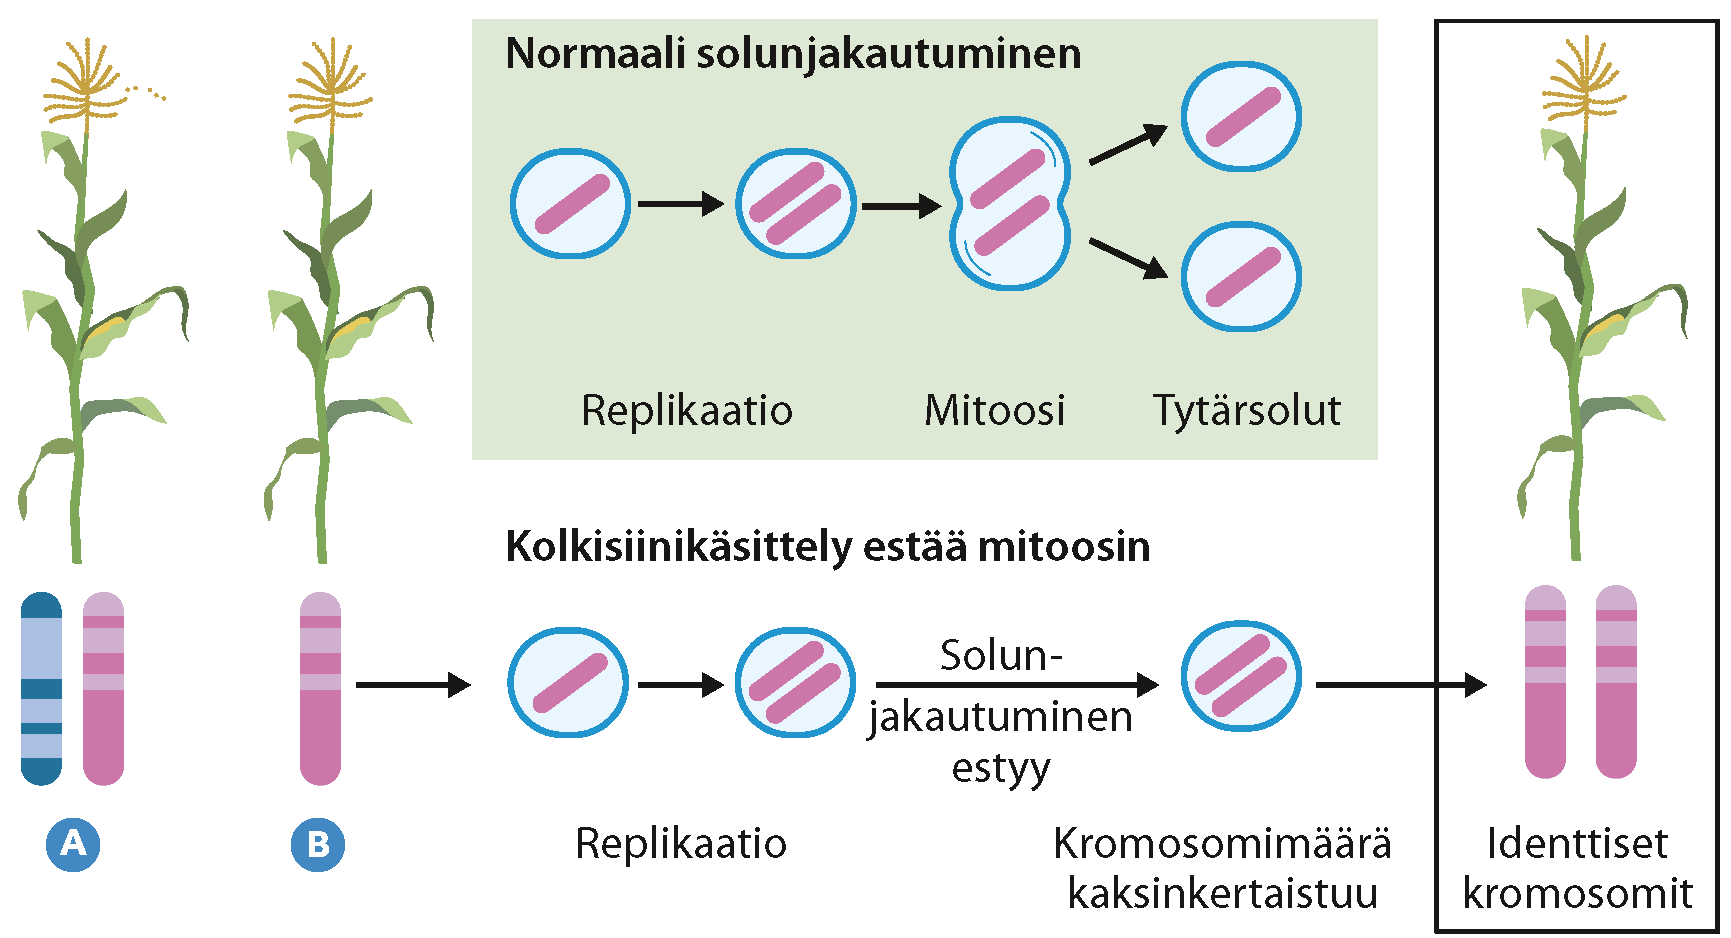 Normaali solunjakautuminen
Replikaatio
Mitoosi
Tytärsolut
Kolkisiinikäsittely estää mitoosin
Solun-
jakautuminen
estyy
A
B
Replikaatio
Kromosomimäärä
kaksinkertaistuu
Identtiset
kromosomit